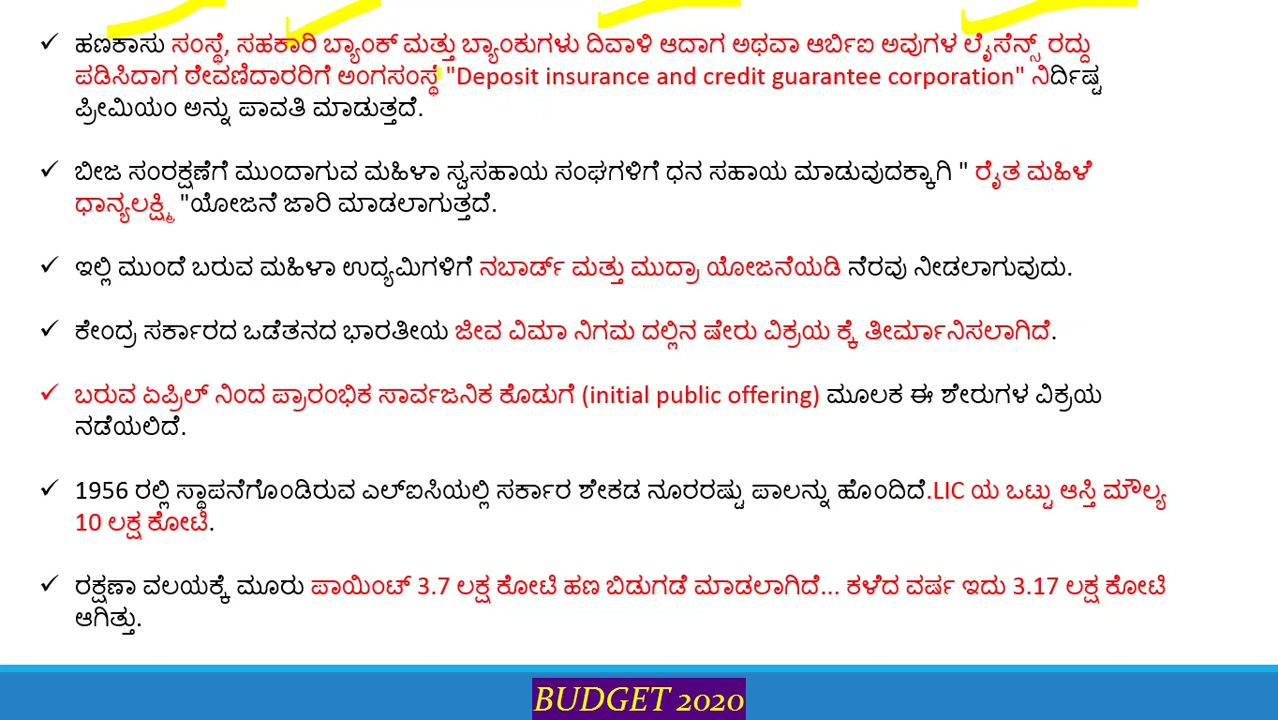 ಹಣಕಾಸು ಸಂಸ್ಥೆ, ಸಹಕಾರಿ ಬ್ಯಾಂಕ್ ಮತ್ತು ಬ್ಯಾಂಕುಗಳು ದಿವಾಳಿ ಆದಾಗ ಅಥವಾ ಆರ್ಬಿಐ ಅವುಗಳ ಲೈಸೆನ್ಸ್ ರದ್ದು
ಪಡಿಸಿದಾಗ ಠೇವಣಿದಾರರಿಗೆ ಅಂಗಸಂಸ್ಥೆ "Deposit insurance and credit guarantee corporation" ನಿರ್ದಿಷ್ಟ
ಪ್ರೀಮಿಯಂ ಅನ್ನು ಪಾವತಿ ಮಾಡುತ್ತದೆ.
ಬೀಜ ಸಂರಕ್ಷಣೆಗೆ ಮುಂದಾಗುವ ಮಹಿಳಾ ಸ್ವಸಹಾಯ ಸಂಘಗಳಿಗೆ ಧನ ಸಹಾಯ ಮಾಡುವುದಕ್ಕಾಗಿ " ರೈತ ಮಹಿಳೆ
ಧಾನ್ಯಲಕ್ಷ್ಮಿ "ಯೋಜನೆ ಜಾರಿ ಮಾಡಲಾಗುತ್ತದೆ.
ಇಲ್ಲಿ ಮುಂದೆ ಬರುವ ಮಹಿಳಾ ಉದ್ಯಮಿಗಳಿಗೆ ನಬಾರ್ಡ್ ಮತ್ತು ಮುದ್ರಾ ಯೋಜನೆಯಡಿ ನೆರವು ನೀಡಲಾಗುವುದು.
ಕೇಂದ್ರ ಸರ್ಕಾರದ ಒಡೆತನದ ಭಾರತೀಯ ಜೀವ ವಿಮಾ ನಿಗಮ ದಲ್ಲಿನ ಷೇರು ವಿಕ್ರಯ ಕ್ಕೆ ತೀರ್ಮಾನಿಸಲಾಗಿದೆ.
ಬರುವ ಏಪ್ರಿಲ್ ನಿಂದ ಪ್ರಾರಂಭಿಕ ಸಾರ್ವಜನಿಕ ಕೊಡುಗೆ (initial public offering) ಮೂಲಕ ಈ ಶೇರುಗಳ ವಿಕ್ರಯ
ನಡೆಯಲಿದೆ.
1956 ರಲ್ಲಿ ಸ್ಥಾಪನೆಗೊಂಡಿರುವ ಎಲ್ಐಸಿಯಲ್ಲಿ ಸರ್ಕಾರ ಶೇಕಡ ನೂರರಷ್ಟು ಪಾಲನ್ನು ಹೊಂದಿದೆ.LIC ಯ ಒಟ್ಟು ಆಸ್ತಿ ಮೌಲ್ಯ
10 ಲಕ್ಷ ಕೋಟಿ.
ರಕ್ಷಣಾ ವಲಯಕ್ಕೆ ಮೂರು ಪಾಯಿಂಟ್ 3.7 ಲಕ್ಷ ಕೋಟಿ ಹಣ ಬಿಡುಗಡೆ ಮಾಡಲಾಗಿದೆ... ಕಳೆದ ವರ್ಷ ಇದು 3.17 ಲಕ್ಷ ಕೋಟಿ
ಆಗಿತ್ತು.
BUDGET 2020